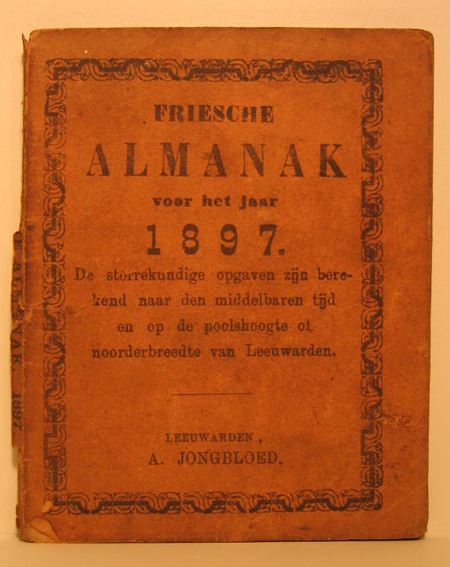 FRIESCHE
ALMANAK
voor het jaar
1897.
De sterrekundige opgaven zijn bere-
kend naar den middelbaren tijd
en op de poolshoogte of
noorderbreedte van Leeuwarden.
LEEUWARDEN,
A. JONGBLOED.
ALMANAK. 1897